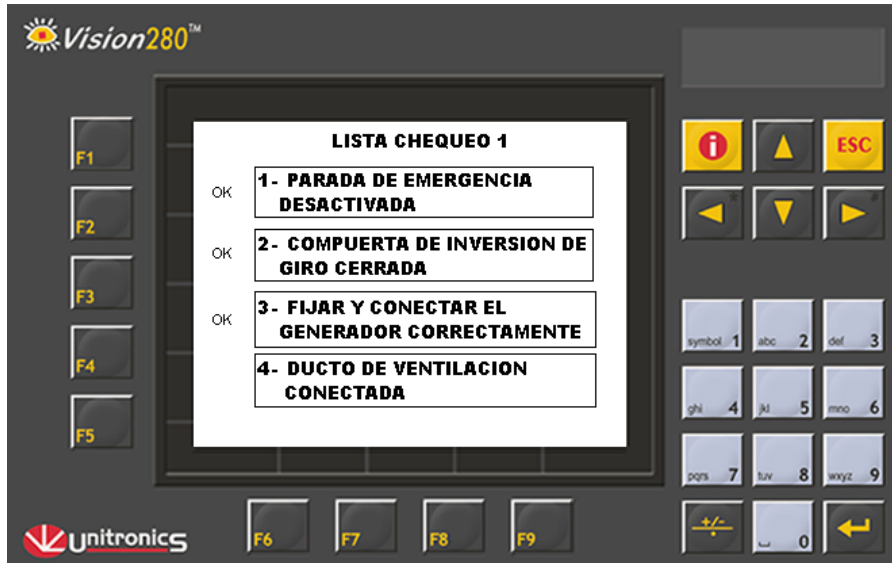 Vision280™
F1
F2
F3
F4
F5
LISTA CHEQUEO 1
OK
1- PARADA DE EMERGENCIA
DESACTIVADA
OK
2- COMPUERTA DE INVERSION DE
GIRO CERRADA
OK
3- FIJAR Y CONECTAR EL
GENERADOR CORRECTAMENTE
4- DUCTO DE VENTILACION
CONECTADA
i
ESC
symbol 1
abc 2
def 3
ghi 4
jkl 5
mno 6
pqrs 7
tuv 8
wxyz 9
+/-
0
unitronics
F6
F7
F8
F9